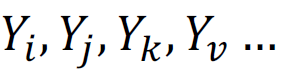 Y_i, Y_j, Y_k, Y_v ...